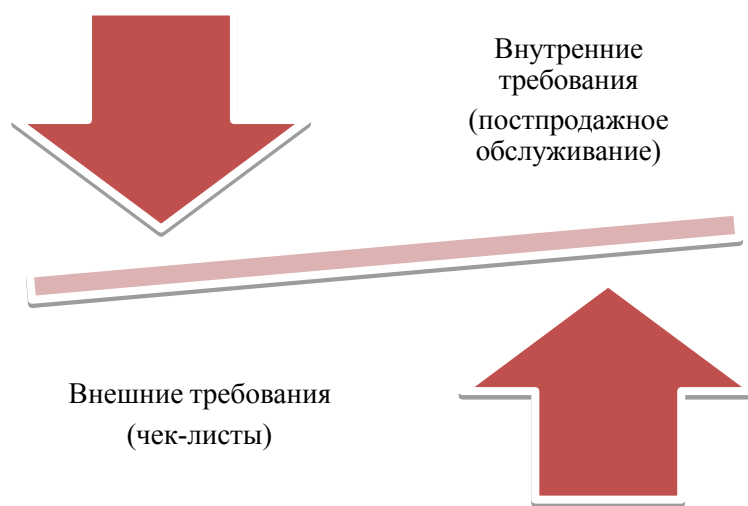 Внутренние
требования
(постпродажное
обслуживание)
Внешние требования
(чек-листы)